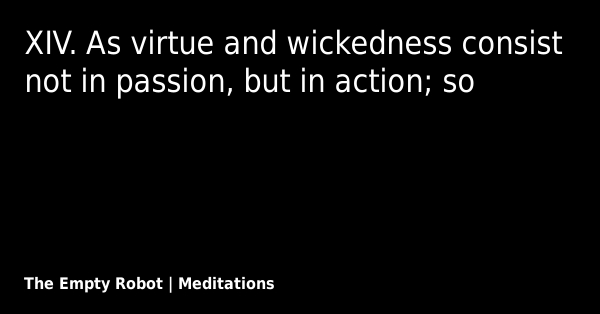 XIV. As virtue and wickedness consist
not in passion, but in action; so
The Empty Robot | Meditations